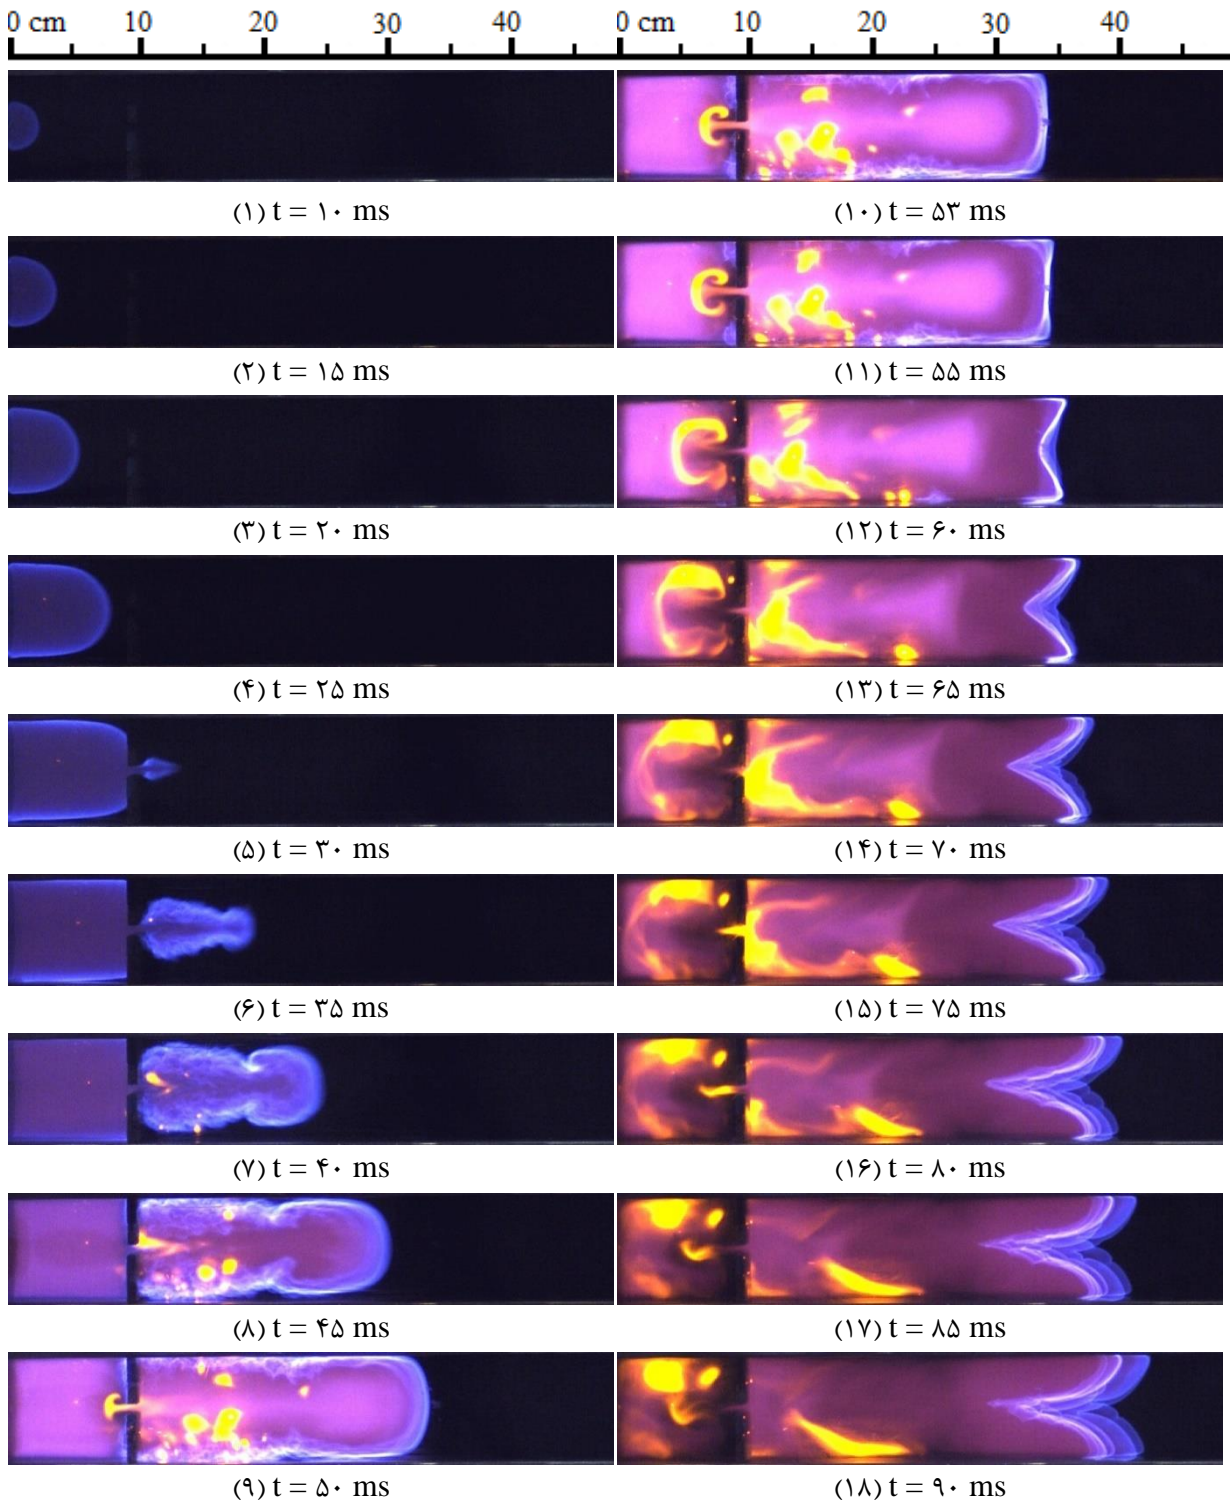 0 cm 10 20 30 40
0 cm 10 20 30 40
(۱) t = ۱۰ ms
(۲) t = ۱۵ ms
(۳) t = ۲۰ ms
(۴) t = ۲۵ ms
(۵) t = ۳۰ ms
(۶) t = ۳۵ ms
(۷) t = ۴۰ ms
(۸) t = ۴۵ ms
(۹) t = ۵۰ ms
(۱۰) t = ۵۳ ms
(۱۱) t = ۵۵ ms
(۱۲) t = ۶۰ ms
(۱۳) t = ۶۵ ms
(۱۴) t = ۷۰ ms
(۱۵) t = ۷۵ ms
(۱۶) t = ۸۰ ms
(۱۷) t = ۸۵ ms
(۱۸) t = ۹۰ ms